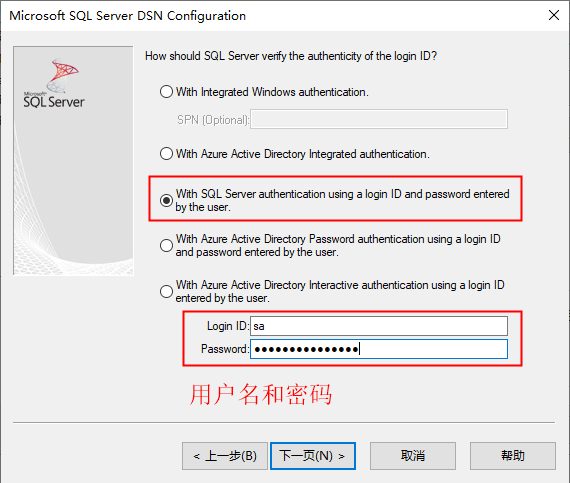 Microsoft SQL Server DSN Configuration
Microsoft
SQL Server
How should SQL Server verify the authenticity of the login ID?
With Integrated Windows authentication.
SPN (Optional):
With Azure Active Directory Integrated authentication.
With SQL Server authentication using a login ID and password entered
by the user.
With Azure Active Directory Password authentication using a login ID
and password entered by the user.
With Azure Active Directory Interactive authentication using a login ID
entered by the user.
Login ID: sa
Password: ●●●●●●●●●●●●●●●
用户名和密码
< 上一步(B) 下一页(N) > 取消 帮助